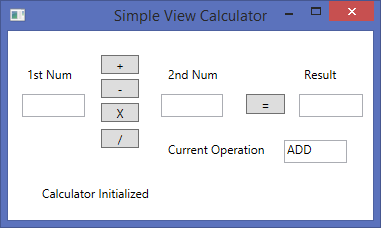 Simple View Calculator
1st Num
+
-
X
/
2nd Num
=
Result
Current Operation
ADD
Calculator Initialized